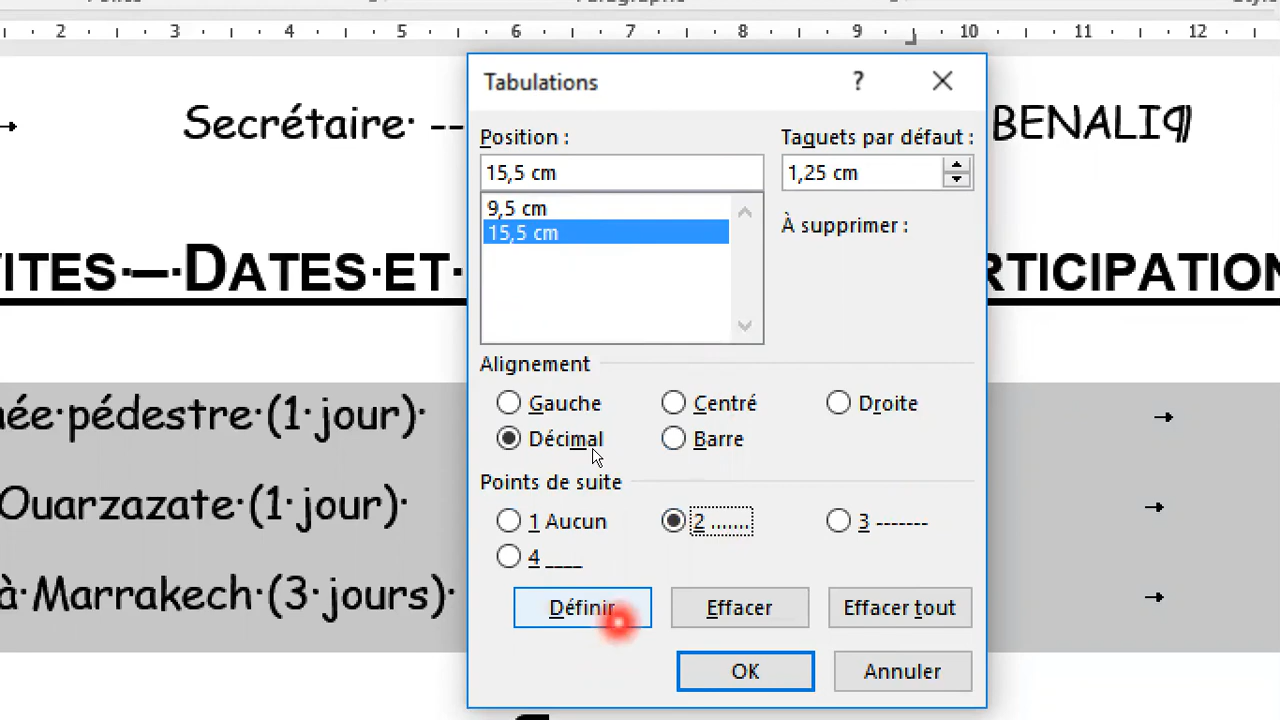 2 3 4 5 6 7 8 9 10 11 12
Tabulations ? ×
Secrétaire· -- BENALI¶
Position : Taquets par défaut :
15,5 cm 1,25 cm
9,5 cm À supprimer :
15,5 cm
ITES·–·DATES·ET· RTICIPATION
Alignement
Gauche Centré Droite
née·pédestre·(1·jour)· →
Décimal Barre
Points de suite
Ouarzazate·(1·jour)· →
1 Aucun 2 ....... 3 -------
4 ____
à·Marrakech·(3·jours)· →
Définir Effacer Effacer tout
OK Annuler